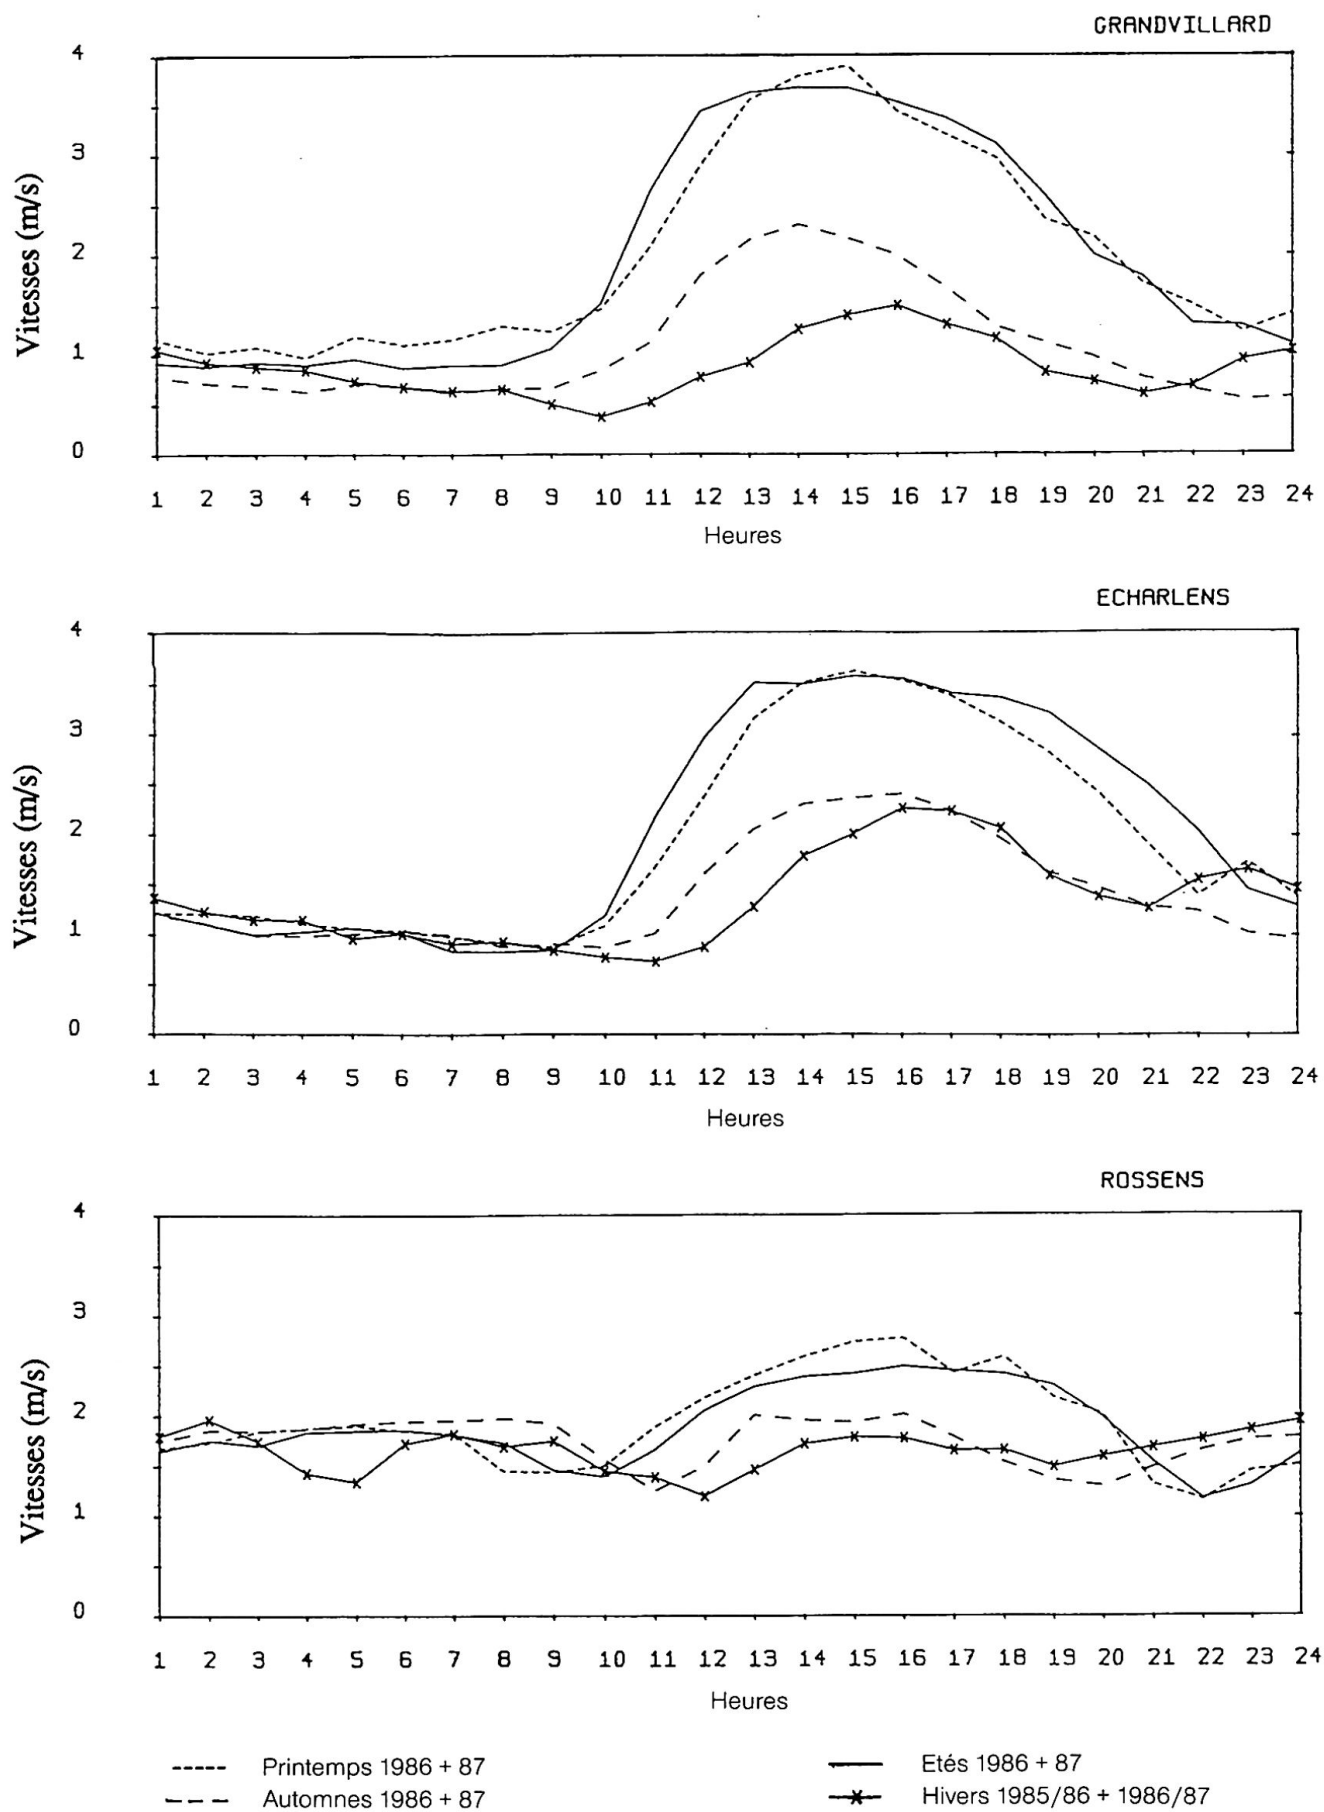 GRANDVILLARD
4
3
2
1
0
Vitesses (m/s)
1 2 3 4 5 6 7 8 9 10 11 12 13 14 15 16 17 18 19 20 21 22 23 24
Heures
ECHARLENS
4
3
2
1
0
Vitesses (m/s)
1 2 3 4 5 6 7 8 9 10 11 12 13 14 15 16 17 18 19 20 21 22 23 24
Heures
ROSSENS
4
3
2
1
0
Vitesses (m/s)
1 2 3 4 5 6 7 8 9 10 11 12 13 14 15 16 17 18 19 20 21 22 23 24
Heures
Printemps 1986 + 87 Etés 1986 + 87
Automnes 1986 + 87 Hivers 1985/86 + 1986/87